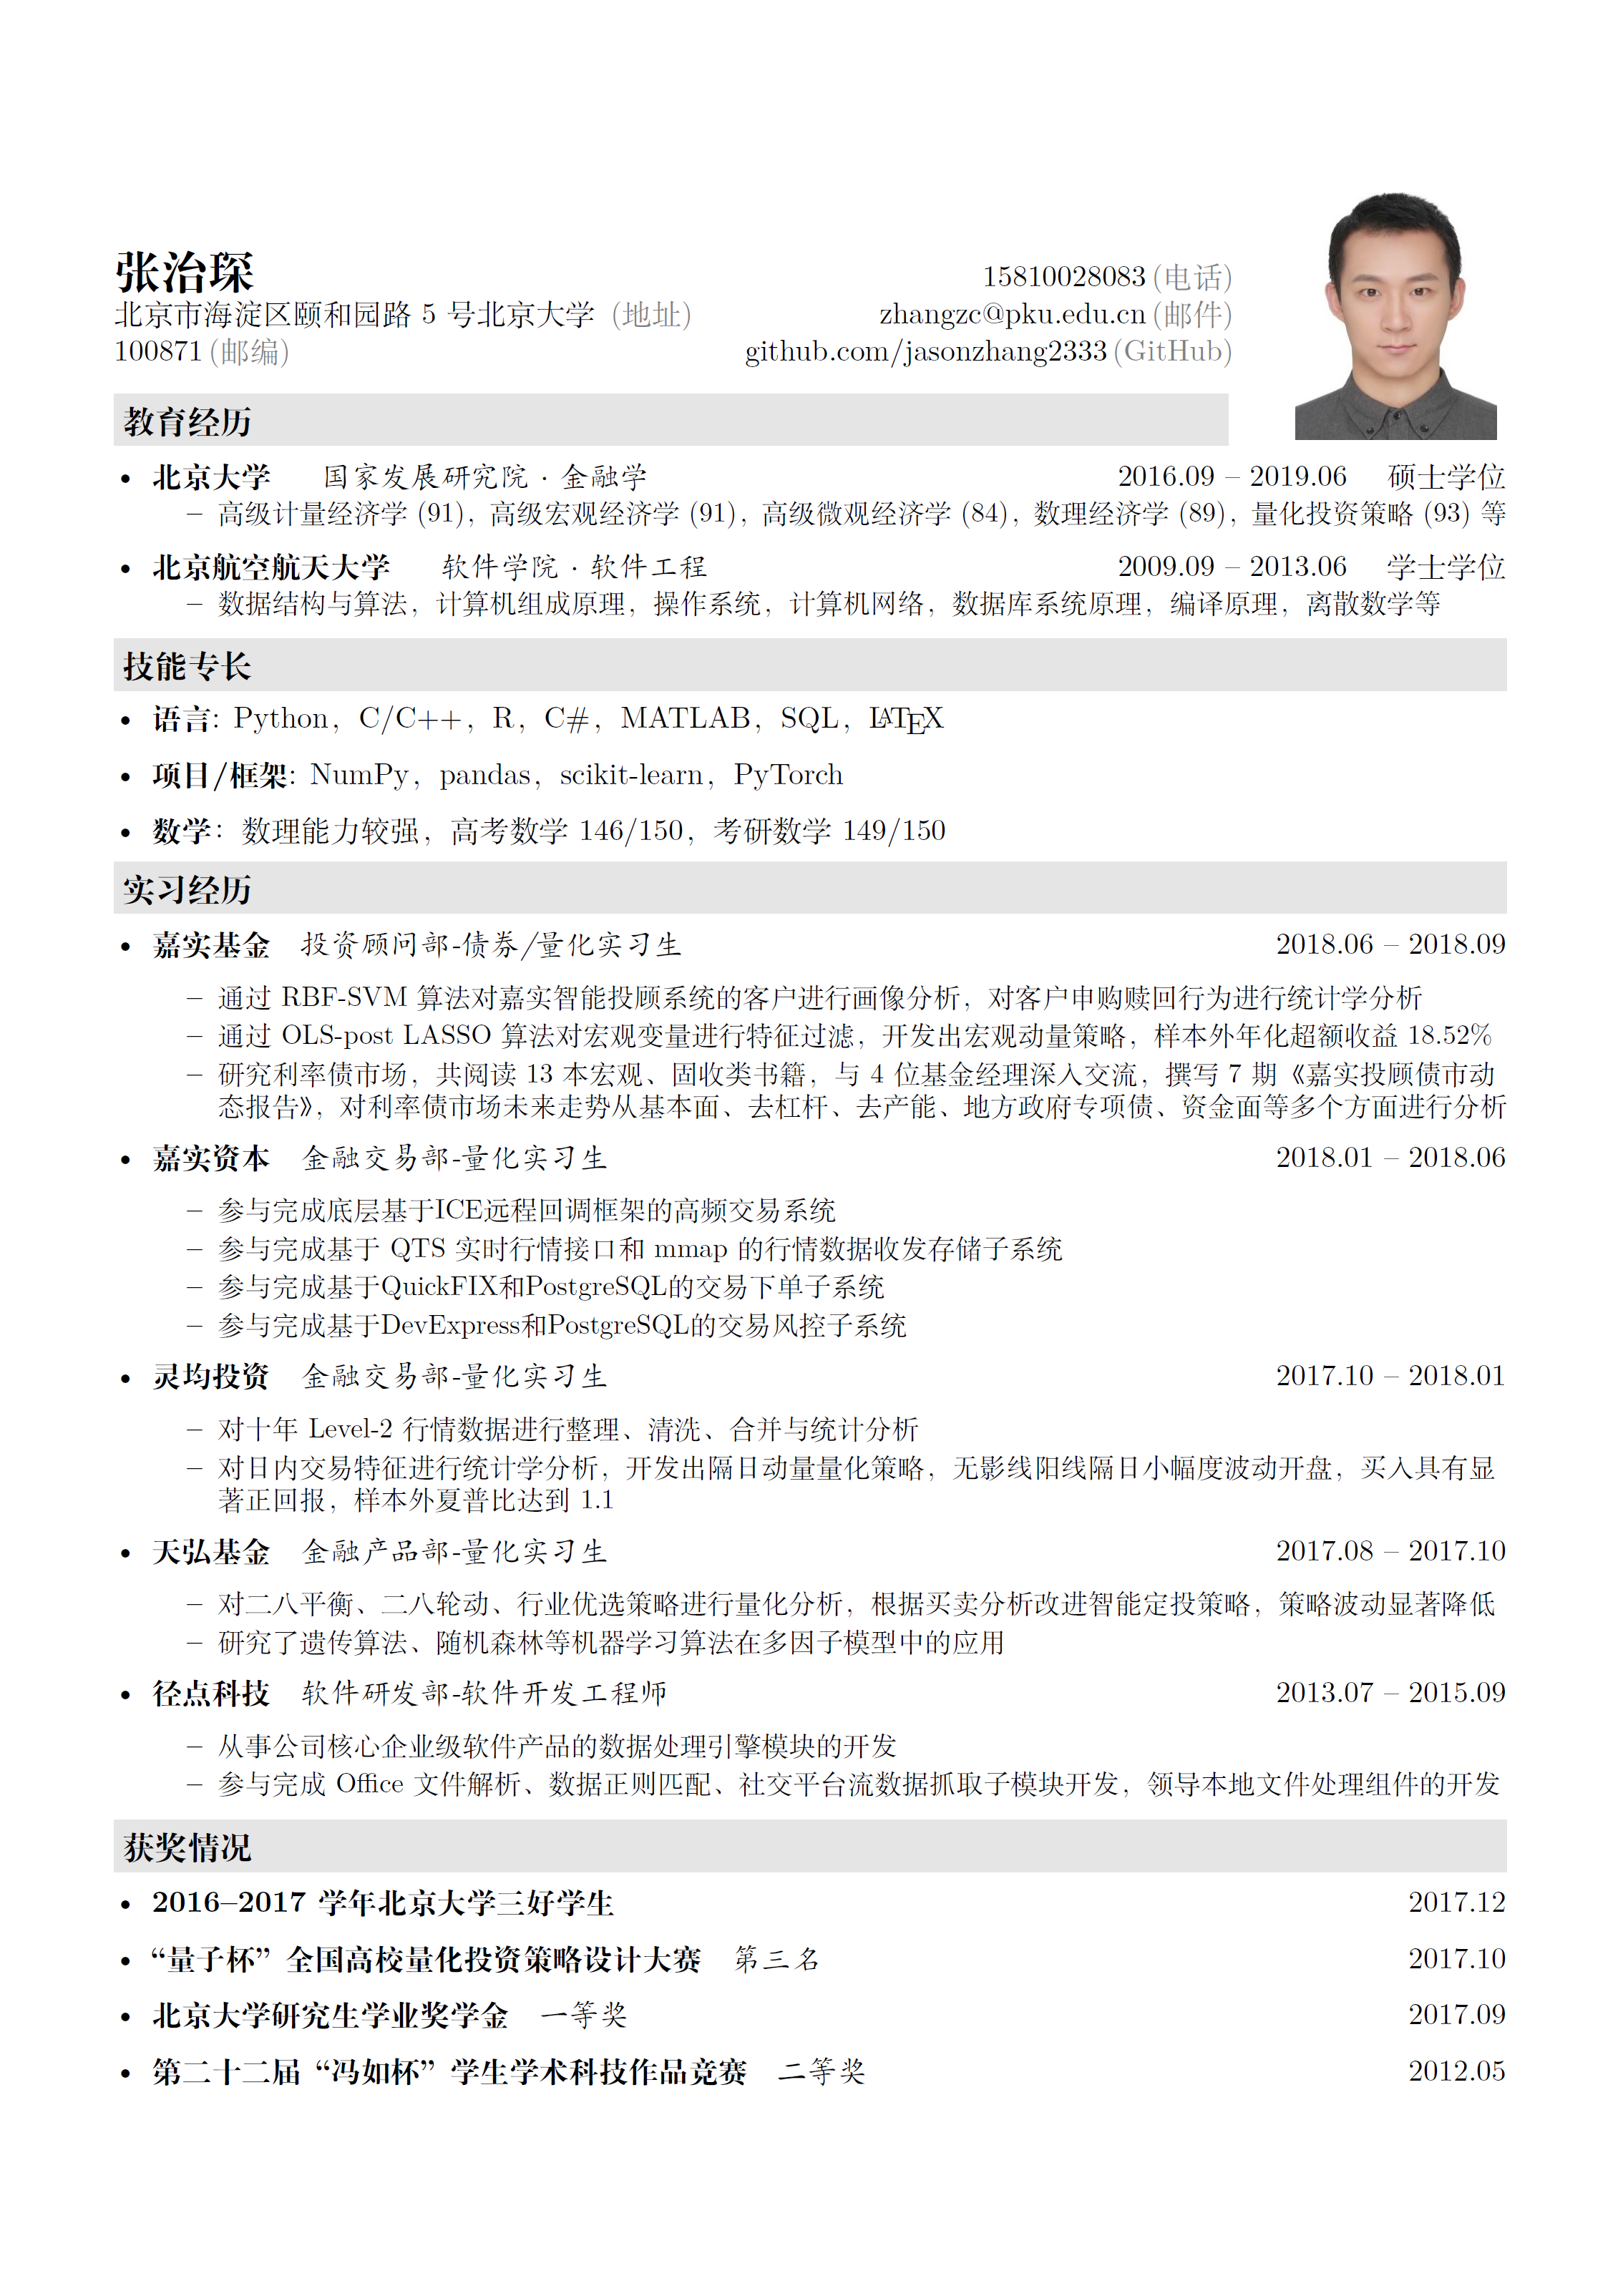 张治琛
北京市海淀区颐和园路 5 号北京大学 (地址)
100871 (邮编)
15810028083 (电话)
zhangzc@pku.edu.cn (邮件)
github.com/jasonzhang2333 (GitHub)
教育经历
• 北京大学 国家发展研究院 · 金融学 2016.09 – 2019.06 硕士学位
– 高级计量经济学 (91)，高级宏观经济学 (91)，高级微观经济学 (84)，数理经济学 (89)，量化投资策略 (93) 等
• 北京航空航天大学 软件学院 · 软件工程 2009.09 – 2013.06 学士学位
– 数据结构与算法，计算机组成原理，操作系统，计算机网络，数据库系统原理，编译原理，离散数学等
技能专长
• 语言: Python，C/C++，R，C#，MATLAB，SQL，LATEX
• 项目/框架: NumPy，pandas，scikit-learn，PyTorch
• 数学：数理能力较强，高考数学 146/150，考研数学 149/150
实习经历
• 嘉实基金 投资顾问部-债券/量化实习生 2018.06 – 2018.09
– 通过 RBF-SVM 算法对嘉实智能投顾系统的客户进行画像分析，对客户申购赎回行为进行统计学分析
– 通过 OLS-post LASSO 算法对宏观变量进行特征过滤，开发出宏观动量策略，样本外年化超额收益 18.52%
– 研究利率债市场，共阅读 13 本宏观、固收类书籍，与 4 位基金经理深入交流，撰写 7 期《嘉实投顾债市动
态报告》，对利率债市场未来走势从基本面、去杠杆、去产能、地方政府专项债、资金面等多个方面进行分析
• 嘉实资本 金融交易部-量化实习生 2018.01 – 2018.06
– 参与完成底层基于ICE远程回调框架的高频交易系统
– 参与完成基于 QTS 实时行情接口和 mmap 的行情数据收发存储子系统
– 参与完成基于QuickFIX和PostgreSQL的交易下单子系统
– 参与完成基于DevExpress和PostgreSQL的交易风控子系统
• 灵均投资 金融交易部-量化实习生 2017.10 – 2018.01
– 对十年 Level-2 行情数据进行整理、清洗、合并与统计分析
– 对日内交易特征进行统计学分析，开发出隔日动量量化策略，无影线阳线隔日小幅度波动开盘，买入具有显
著正回报，样本外夏普比达到 1.1
• 天弘基金 金融产品部-量化实习生 2017.08 – 2017.10
– 对二八平衡、二八轮动、行业优选策略进行量化分析，根据买卖分析改进智能定投策略，策略波动显著降低
– 研究了遗传算法、随机森林等机器学习算法在多因子模型中的应用
• 径点科技 软件研发部-软件开发工程师 2013.07 – 2015.09
– 从事公司核心企业级软件产品的数据处理引擎模块的开发
– 参与完成 Office 文件解析、数据正则匹配、社交平台流数据抓取子模块开发，领导本地文件处理组件的开发
获奖情况
• 2016–2017 学年北京大学三好学生 2017.12
• “量子杯” 全国高校量化投资策略设计大赛 第三名 2017.10
• 北京大学研究生学业奖学金 一等奖 2017.09
• 第二十二届 “冯如杯” 学生学术科技作品竞赛 二等奖 2012.05